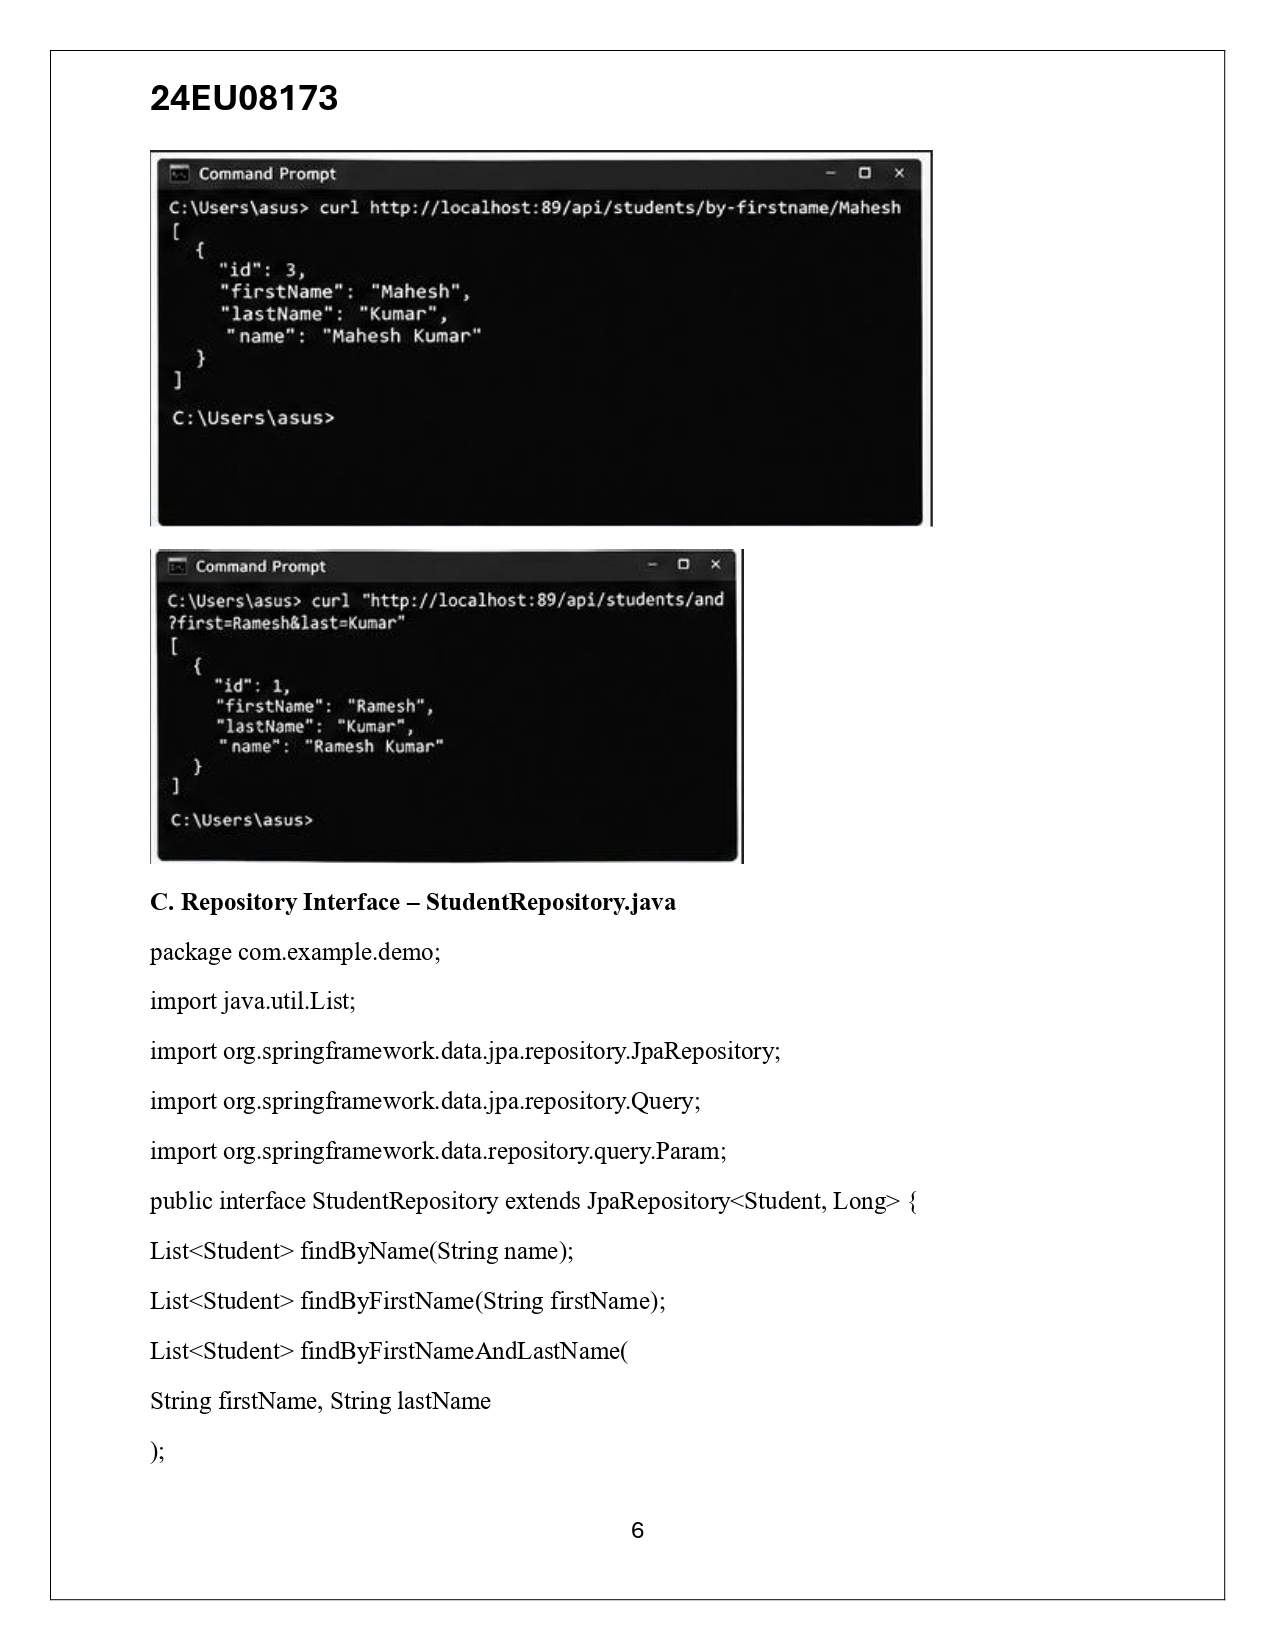 24EU08173
Command Prompt
C:\Users\asus> curl http://localhost:89/api/students/by-firstname/Mahesh
[
{
"id": 3,
"firstName": "Mahesh",
"lastName": "Kumar",
"name": "Mahesh Kumar"
}
]
C:\Users\asus>
Command Prompt
C:\Users\asus> curl "http://localhost:89/api/students/and
?first=Ramesh&last=Kumar"
[
{
"id": 1,
"firstName": "Ramesh",
"lastName": "Kumar",
"name": "Ramesh Kumar"
}
]
C:\Users\asus>
C. Repository Interface – StudentRepository.java
package com.example.demo;
import java.util.List;
import org.springframework.data.jpa.repository.JpaRepository;
import org.springframework.data.jpa.repository.Query;
import org.springframework.data.repository.query.Param;
public interface StudentRepository extends JpaRepository<Student, Long> {
List<Student> findByName(String name);
List<Student> findByFirstName(String firstName);
List<Student> findByFirstNameAndLastName(
String firstName, String lastName
);
6